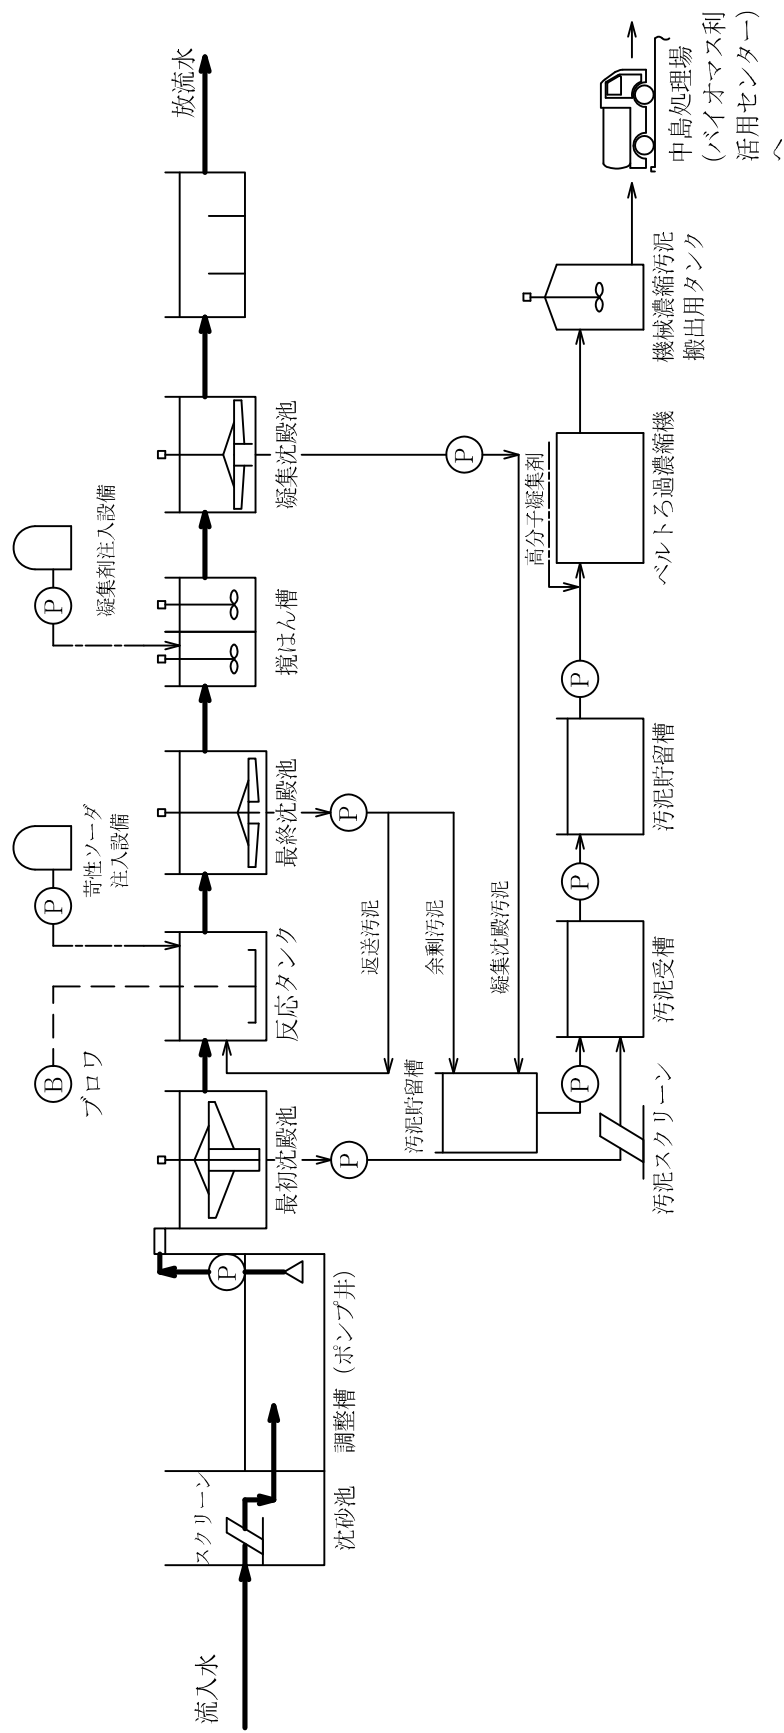 流入水
スクリーン
沈砂池
調整槽（ポンプ井）
P
最初沈殿池
P
B
ブロワ
反応タンク
P
苛性ソーダ
注入設備
最終沈殿池
P
撹はん槽
P
凝集剤注入設備
凝集沈殿池
P
放流水
返送汚泥
余剰汚泥
凝集沈殿汚泥
汚泥貯留槽
P
汚泥スクリーン
汚泥受槽
P
汚泥貯留槽
P
高分子凝集剤
ベルトろ過濃縮機
機械濃縮汚泥
搬出用タンク
中島処理場
（バイオマス利
活用センター）
へ